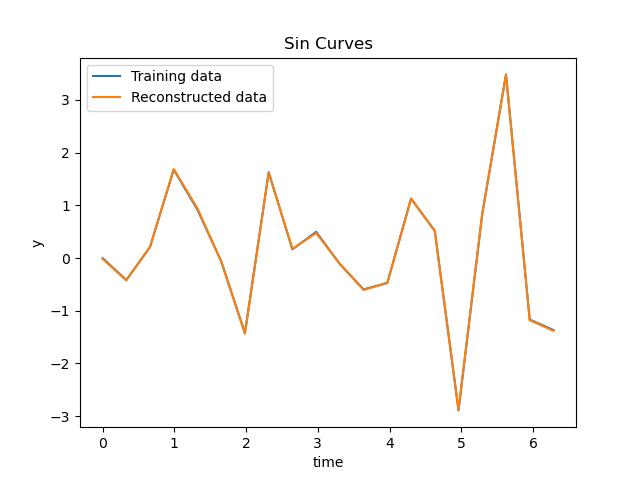 Sin Curves
Training data
Reconstructed data
y
3
2
1
0
−1
−2
−3
0 1 2 3 4 5 6
time